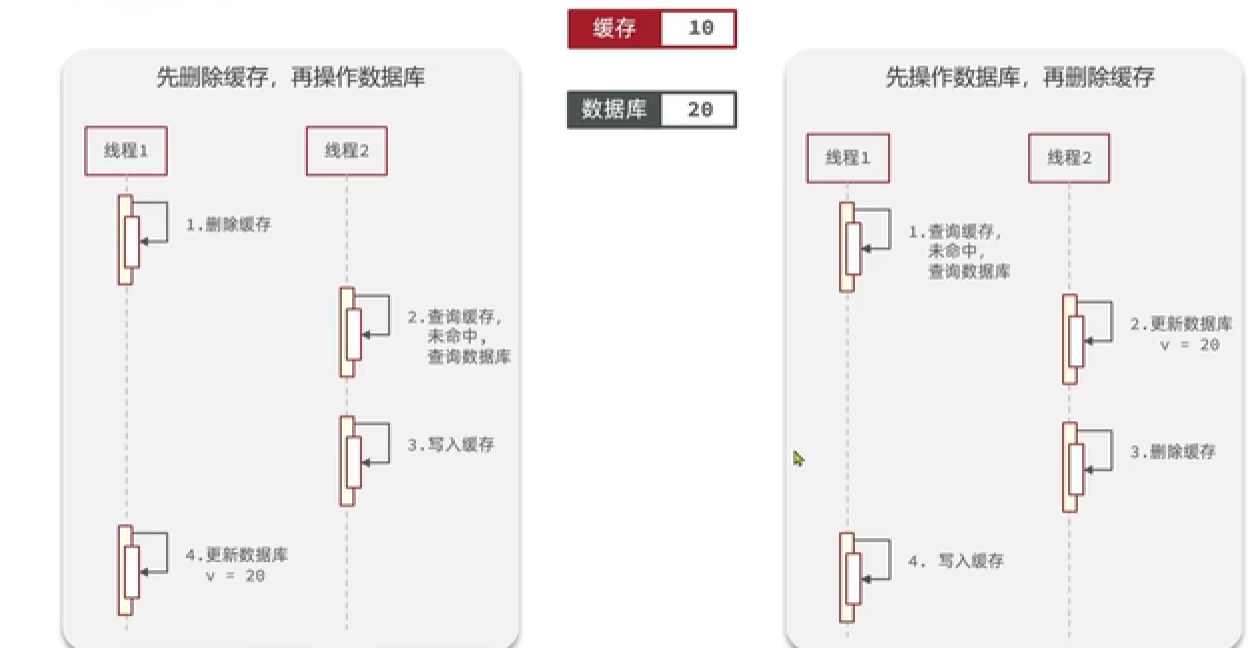 缓存 10
数据库 20
先删除缓存，再操作数据库
线程1
线程2
1.删除缓存
2.查询缓存，
未命中，
查询数据库
3.写入缓存
4.更新数据库
v = 20
先操作数据库，再删除缓存
线程1
线程2
1.查询缓存，
未命中，
查询数据库
2.更新数据库
v = 20
3.删除缓存
4. 写入缓存